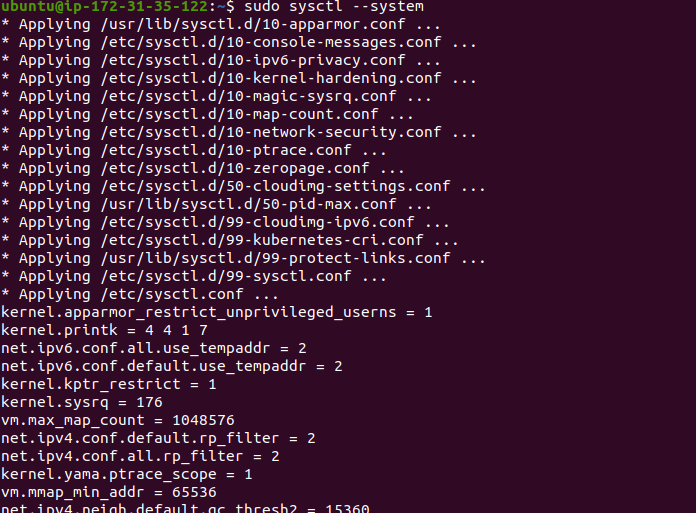 ubuntu@ip-172-31-35-122:~$ sudo sysctl --system
* Applying /usr/lib/sysctl.d/10-apparmor.conf ...
* Applying /etc/sysctl.d/10-console-messages.conf ...
* Applying /etc/sysctl.d/10-ipv6-privacy.conf ...
* Applying /etc/sysctl.d/10-kernel-hardening.conf ...
* Applying /etc/sysctl.d/10-magic-sysrq.conf ...
* Applying /etc/sysctl.d/10-map-count.conf ...
* Applying /etc/sysctl.d/10-network-security.conf ...
* Applying /etc/sysctl.d/10-ptrace.conf ...
* Applying /etc/sysctl.d/10-zeropage.conf ...
* Applying /etc/sysctl.d/50-cloudimg-settings.conf ...
* Applying /usr/lib/sysctl.d/50-pid-max.conf ...
* Applying /etc/sysctl.d/99-cloudimg-ipv6.conf ...
* Applying /etc/sysctl.d/99-kubernetes-cri.conf ...
* Applying /usr/lib/sysctl.d/99-protect-links.conf ...
* Applying /etc/sysctl.d/99-sysctl.conf ...
* Applying /etc/sysctl.conf ...
kernel.apparmor_restrict_unprivileged_userns = 1
kernel.printk = 4 4 1 7
net.ipv6.conf.all.use_tempaddr = 2
net.ipv6.conf.default.use_tempaddr = 2
kernel.kptr_restrict = 1
kernel.sysrq = 176
vm.max_map_count = 1048576
net.ipv4.conf.default.rp_filter = 2
net.ipv4.conf.all.rp_filter = 2
kernel.yama.ptrace_scope = 1
vm.mmap_min_addr = 65536
net.ipv4.neigh.default.gc_thresh2 = 15360